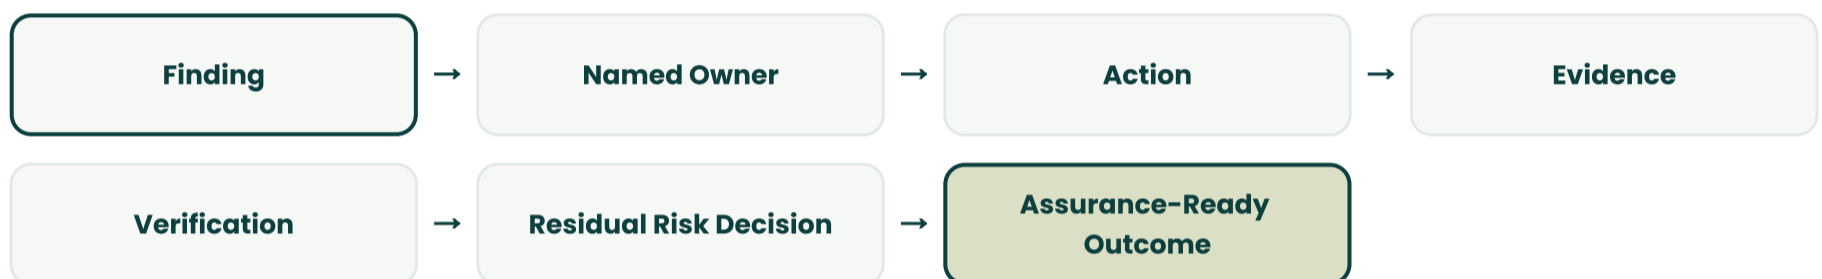 Finding → Named Owner → Action → Evidence
Verification → Residual Risk Decision → Assurance-Ready
Outcome